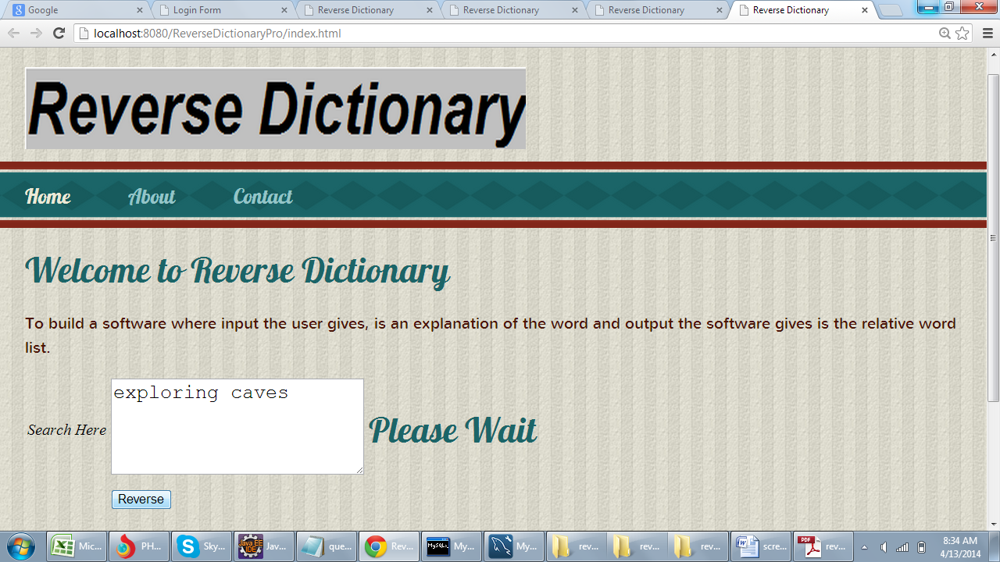 Google Login Form Reverse Dictionary Reverse Dictionary Reverse Dictionary Reverse Dictionary
localhost:8080/ReverseDictionaryPro/index.html
Reverse Dictionary
Home About Contact
Welcome to Reverse Dictionary
To build a software where input the user gives, is an explanation of the word and output the software gives is the relative word
list.
exploring caves
Search Here
Please Wait
Reverse
Mic... PH... Sky... Jav... que... Rev... My... My... rev... rev... rev... scre... rev...
8:34 AM
4/13/2014